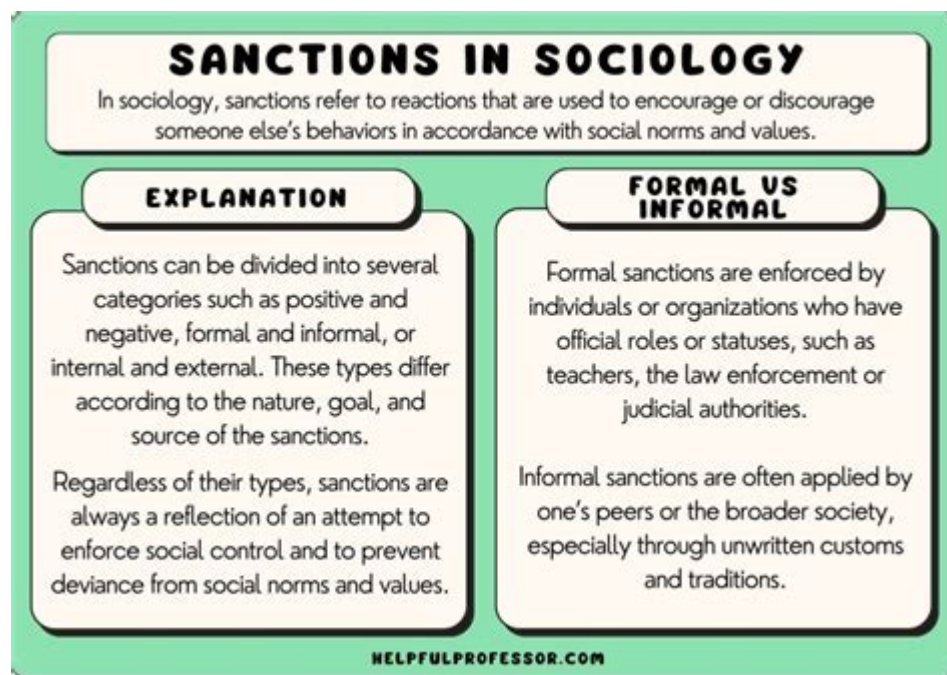 SANCTIONS IN SOCIOLOGY
In sociology, sanctions refer to reactions that are used to encourage or discourage
someone else's behaviors in accordance with social norms and values.
EXPLANATION
Sanctions can be divided into several
categories such as positive and
negative, formal and informal, or
internal and external. These types differ
according to the nature, goal, and
source of the sanctions.
Regardless of their types, sanctions are
always a reflection of an attempt to
enforce social control and to prevent
deviance from social norms and values.
FORMAL VS
INFORMAL
Formal sanctions are enforced by
individuals or organizations who have
official roles or statuses, such as
teachers, the law enforcement or
judicial authorities.
Informal sanctions are often applied by
one's peers or the broader society,
especially through unwritten customs
and traditions.
HELPFULPROFESSOR.COM